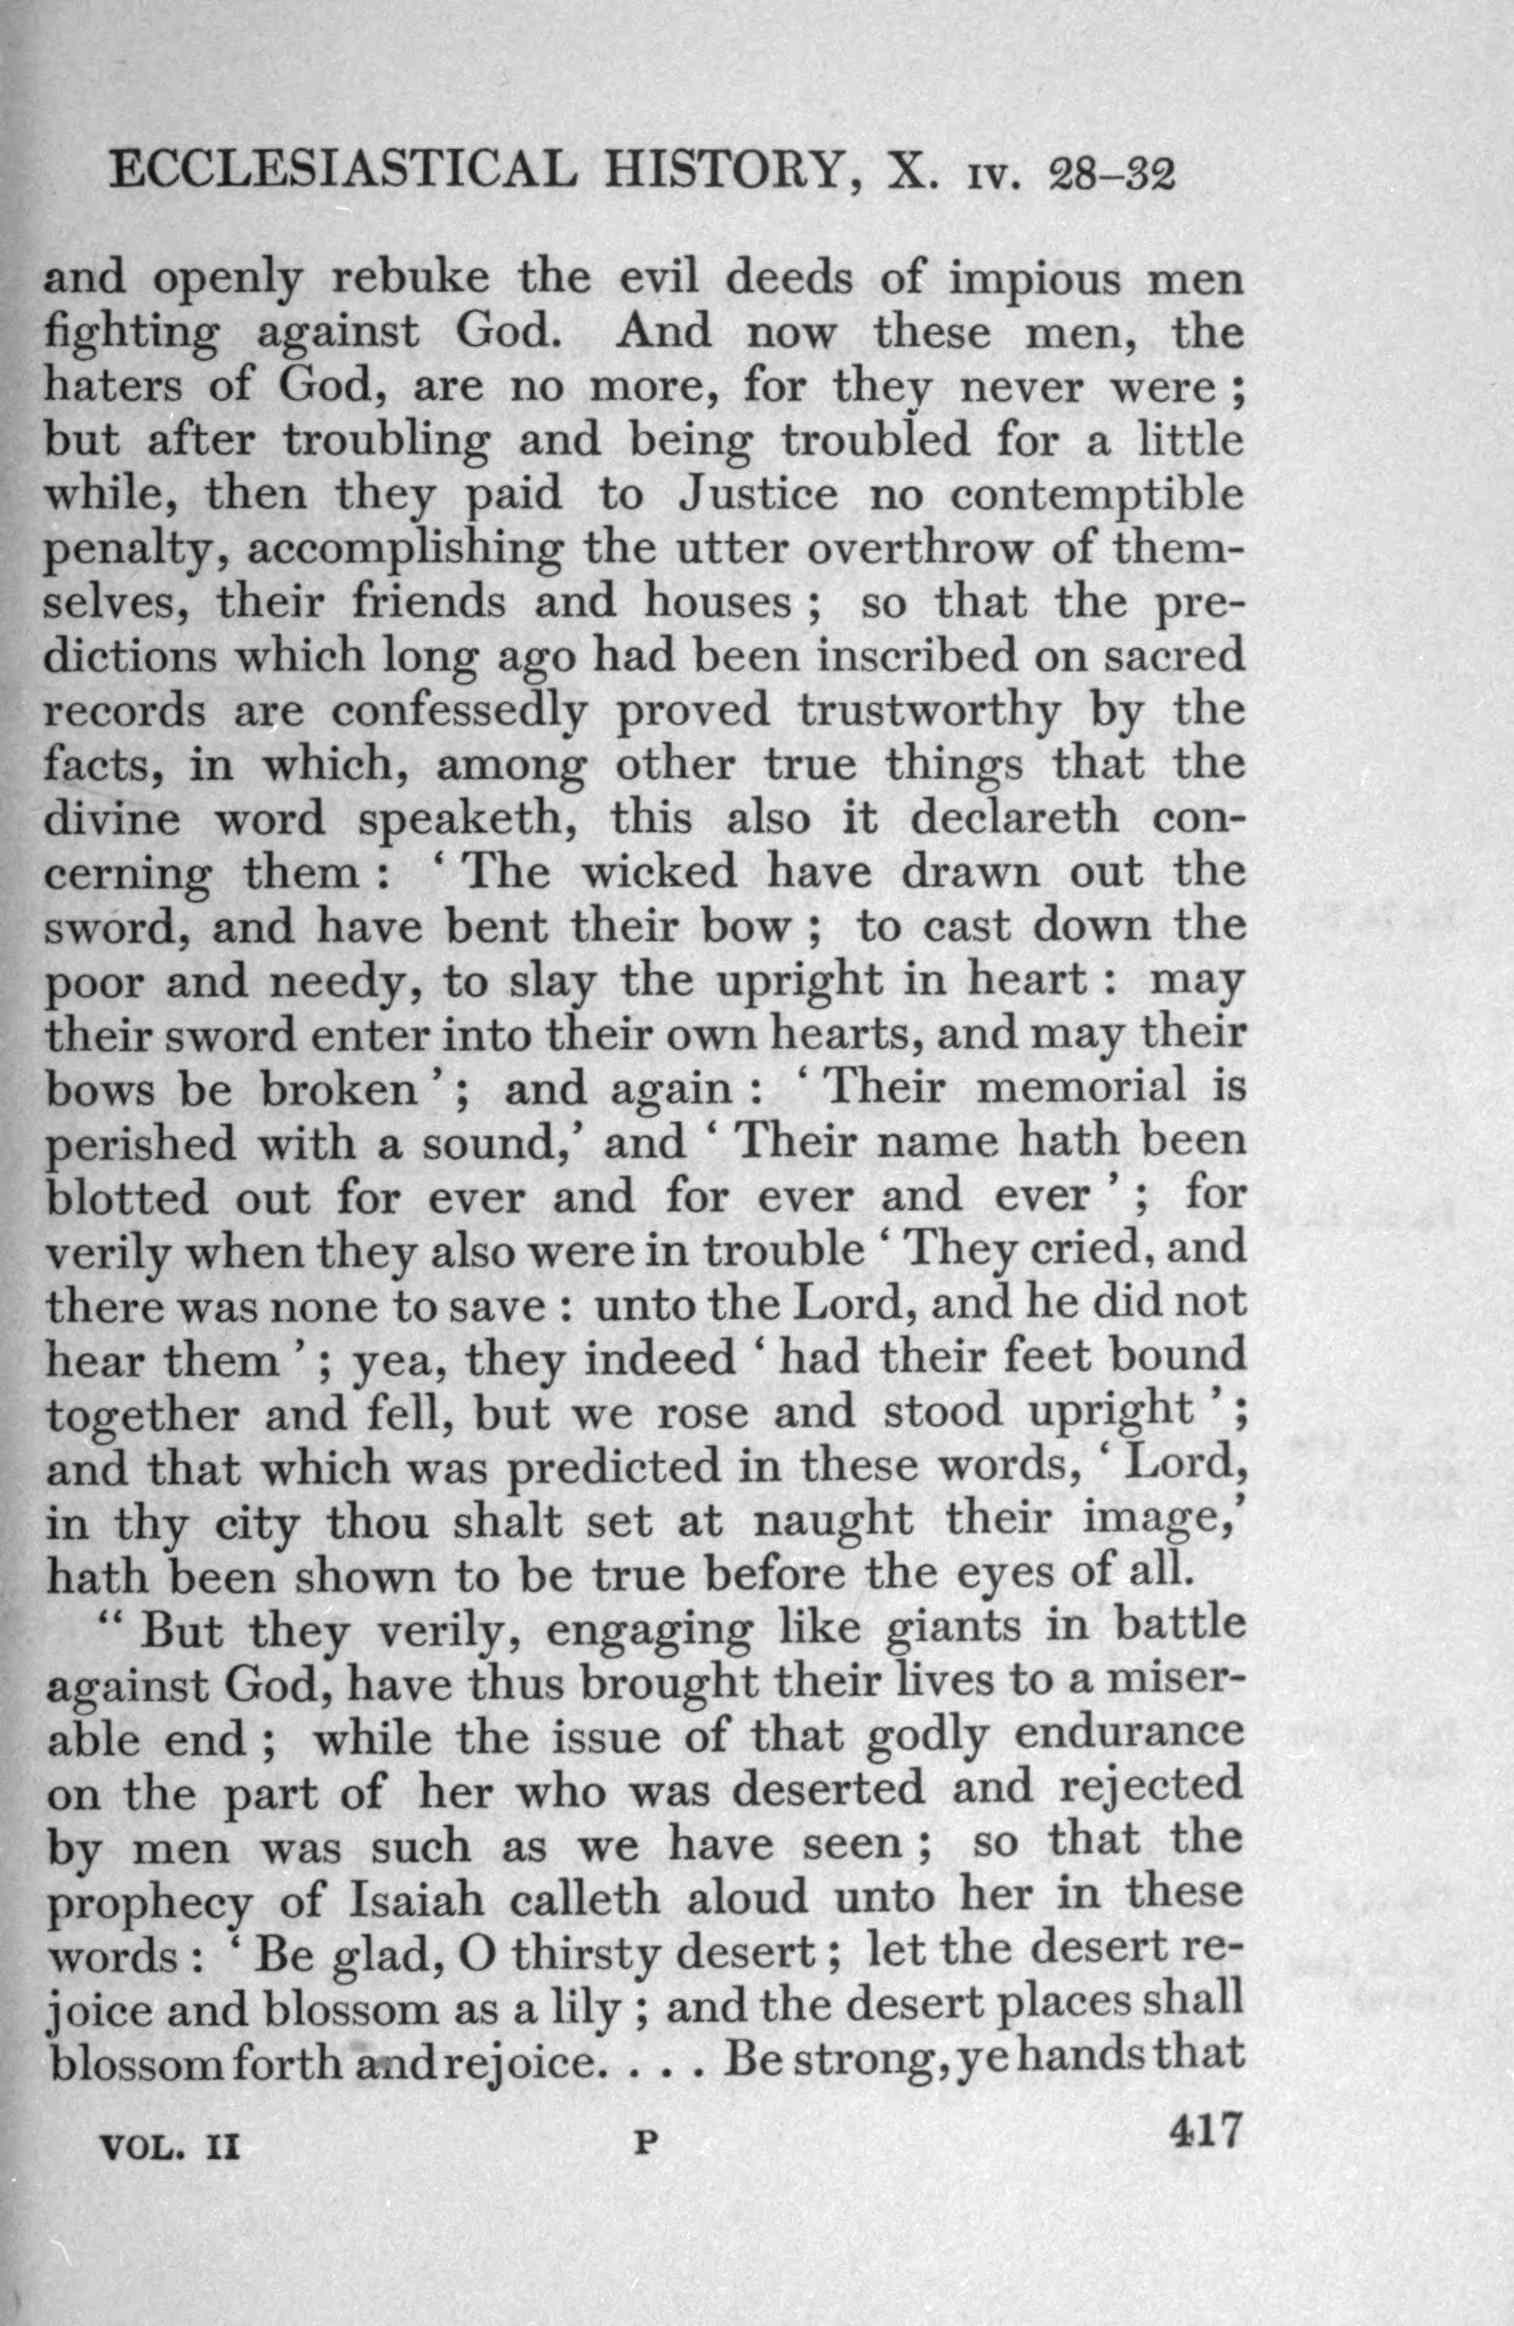 ECCLESIASTICAL HISTORY, X. IV. 28–32
and openly rebuke the evil deeds of impious men
fighting against God. And now these men, the
haters of God, are no more, for they never were ;
but after troubling and being troubled for a little
while, then they paid to Justice no contemptible
penalty, accomplishing the utter overthrow of them-
selves, their friends and houses ; so that the pre-
dictions which long ago had been inscribed on sacred
records are confessedly proved trustworthy by the
facts, in which, among other true things that the
divine word speaketh, this also it declareth con-
cerning them : ‘ The wicked have drawn out the
sword, and have bent their bow ; to cast down the
poor and needy, to slay the upright in heart : may
their sword enter into their own hearts, and may their
bows be broken ’ ; and again : ‘ Their memorial is
perished with a sound,’ and ‘ Their name hath been
blotted out for ever and for ever and ever ’ ; for
verily when they also were in trouble ‘ They cried, and
there was none to save : unto the Lord, and he did not
hear them ’ ; yea, they indeed ‘ had their feet bound
together and fell, but we rose and stood upright ’ ;
and that which was predicted in these words, ‘ Lord,
in thy city thou shalt set at naught their image,’
hath been shown to be true before the eyes of all.
“ But they verily, engaging like giants in battle
against God, have thus brought their lives to a miser-
able end ; while the issue of that godly endurance
on the part of her who was deserted and rejected
by men was such as we have seen ; so that the
prophecy of Isaiah calleth aloud unto her in these
words : ‘ Be glad, O thirsty desert ; let the desert re-
joice and blossom as a lily ; and the desert places shall
blossom forth and rejoice. . . . Be strong, ye hands that
VOL. II P 417